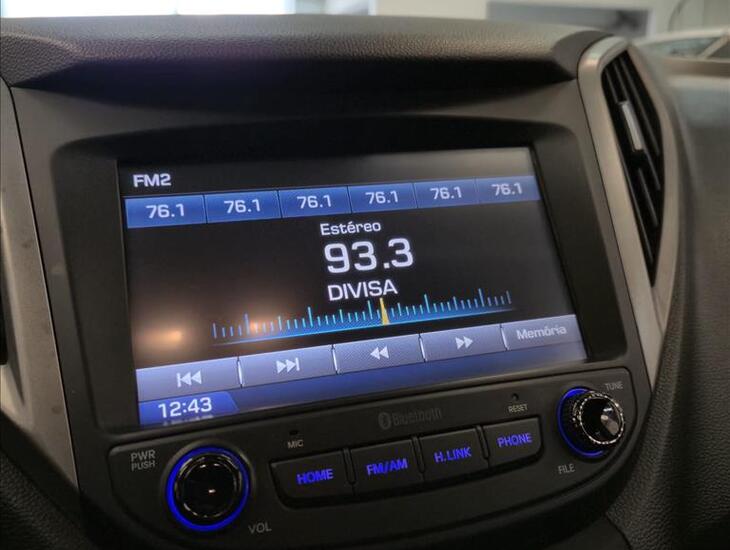 FM2
76.1 76.1 76.1 76.1 76.1 76.1
Estéreo
93.3
DIVISA
Memória
12:43
Bluetooth
RESET
TUNE
MIC
PWR
PUSH
HOME FM/AM H.LINK PHONE
FILE
VOL